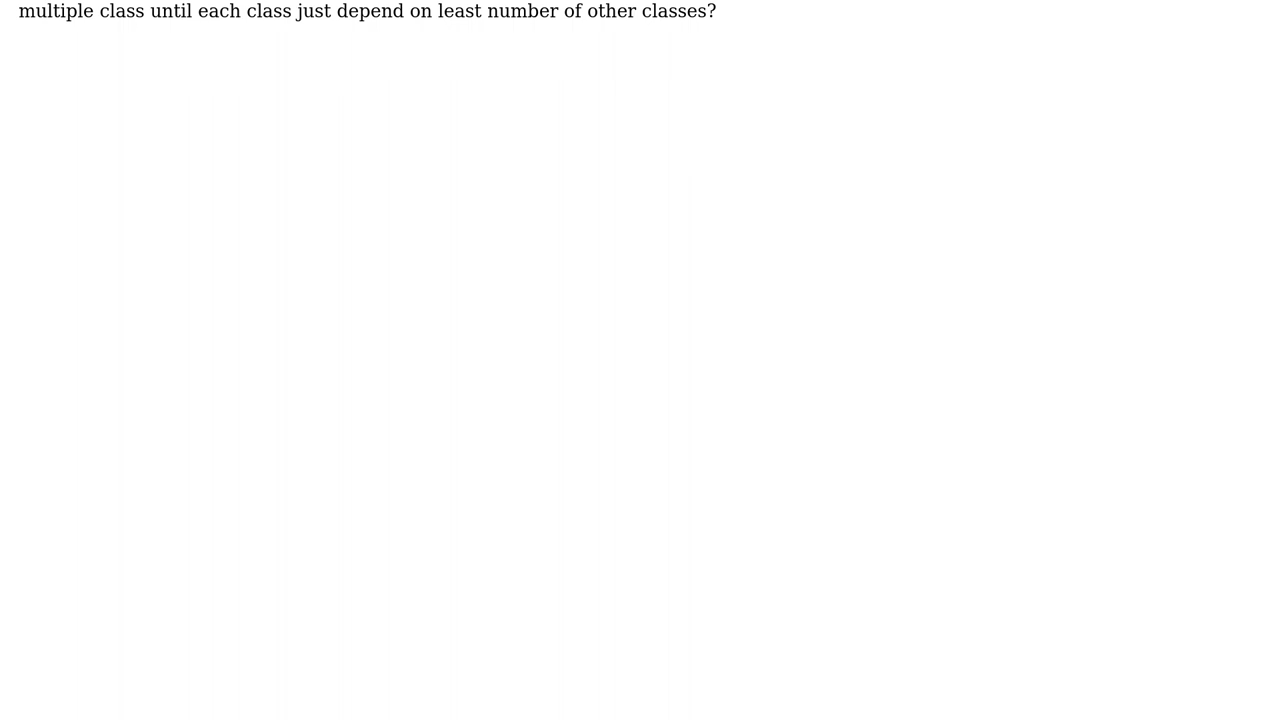 multiple class until each class just depend on least number of other classes?